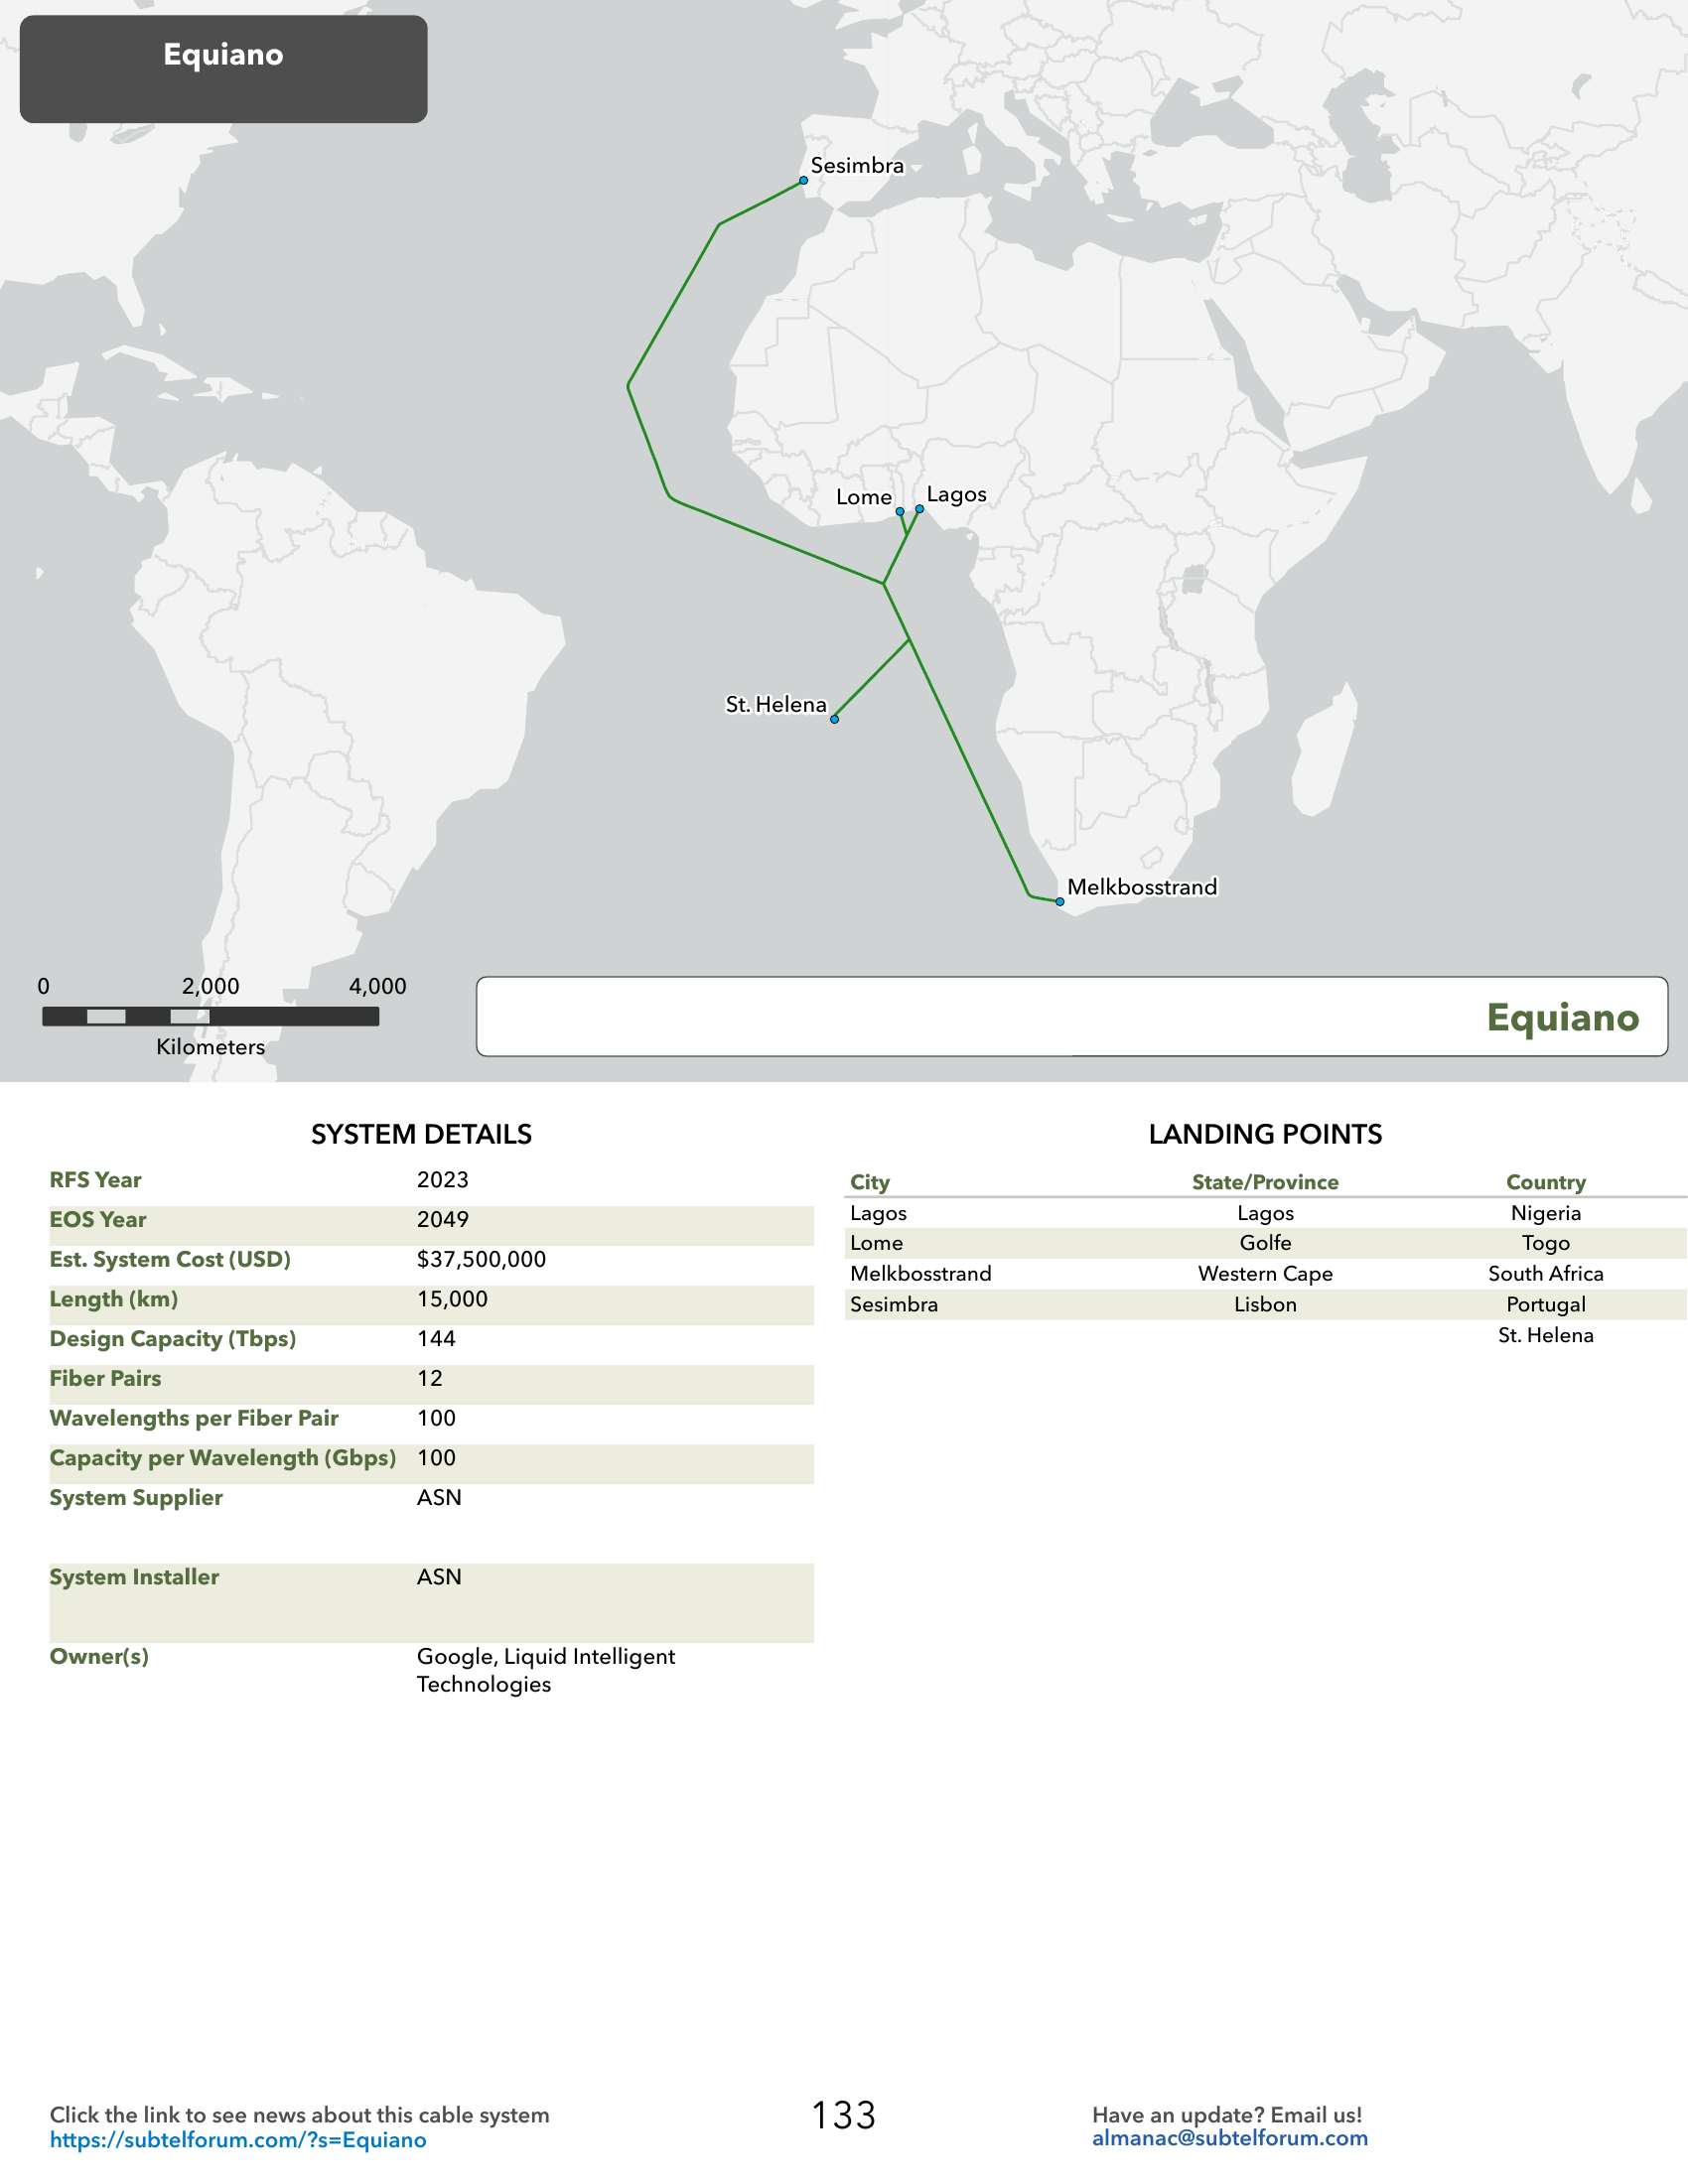 Equiano
Sesimbra
Lome
Lagos
St. Helena
Melkbosstrand
0 2,000 4,000
Kilometers
Equiano
SYSTEM DETAILS
RFS Year 2023
EOS Year 2049
Est. System Cost (USD) $37,500,000
Length (km) 15,000
Design Capacity (Tbps) 144
Fiber Pairs 12
Wavelengths per Fiber Pair 100
Capacity per Wavelength (Gbps) 100
System Supplier ASN
System Installer ASN
Owner(s) Google, Liquid Intelligent
Technologies
LANDING POINTS
City State/Province Country
Lagos Lagos Nigeria
Lome Golfe Togo
Melkbosstrand Western Cape South Africa
Sesimbra Lisbon Portugal
St. Helena
Click the link to see news about this cable system
https://subtelforum.com/?s=Equiano
133
Have an update? Email us!
almanac@subtelforum.com